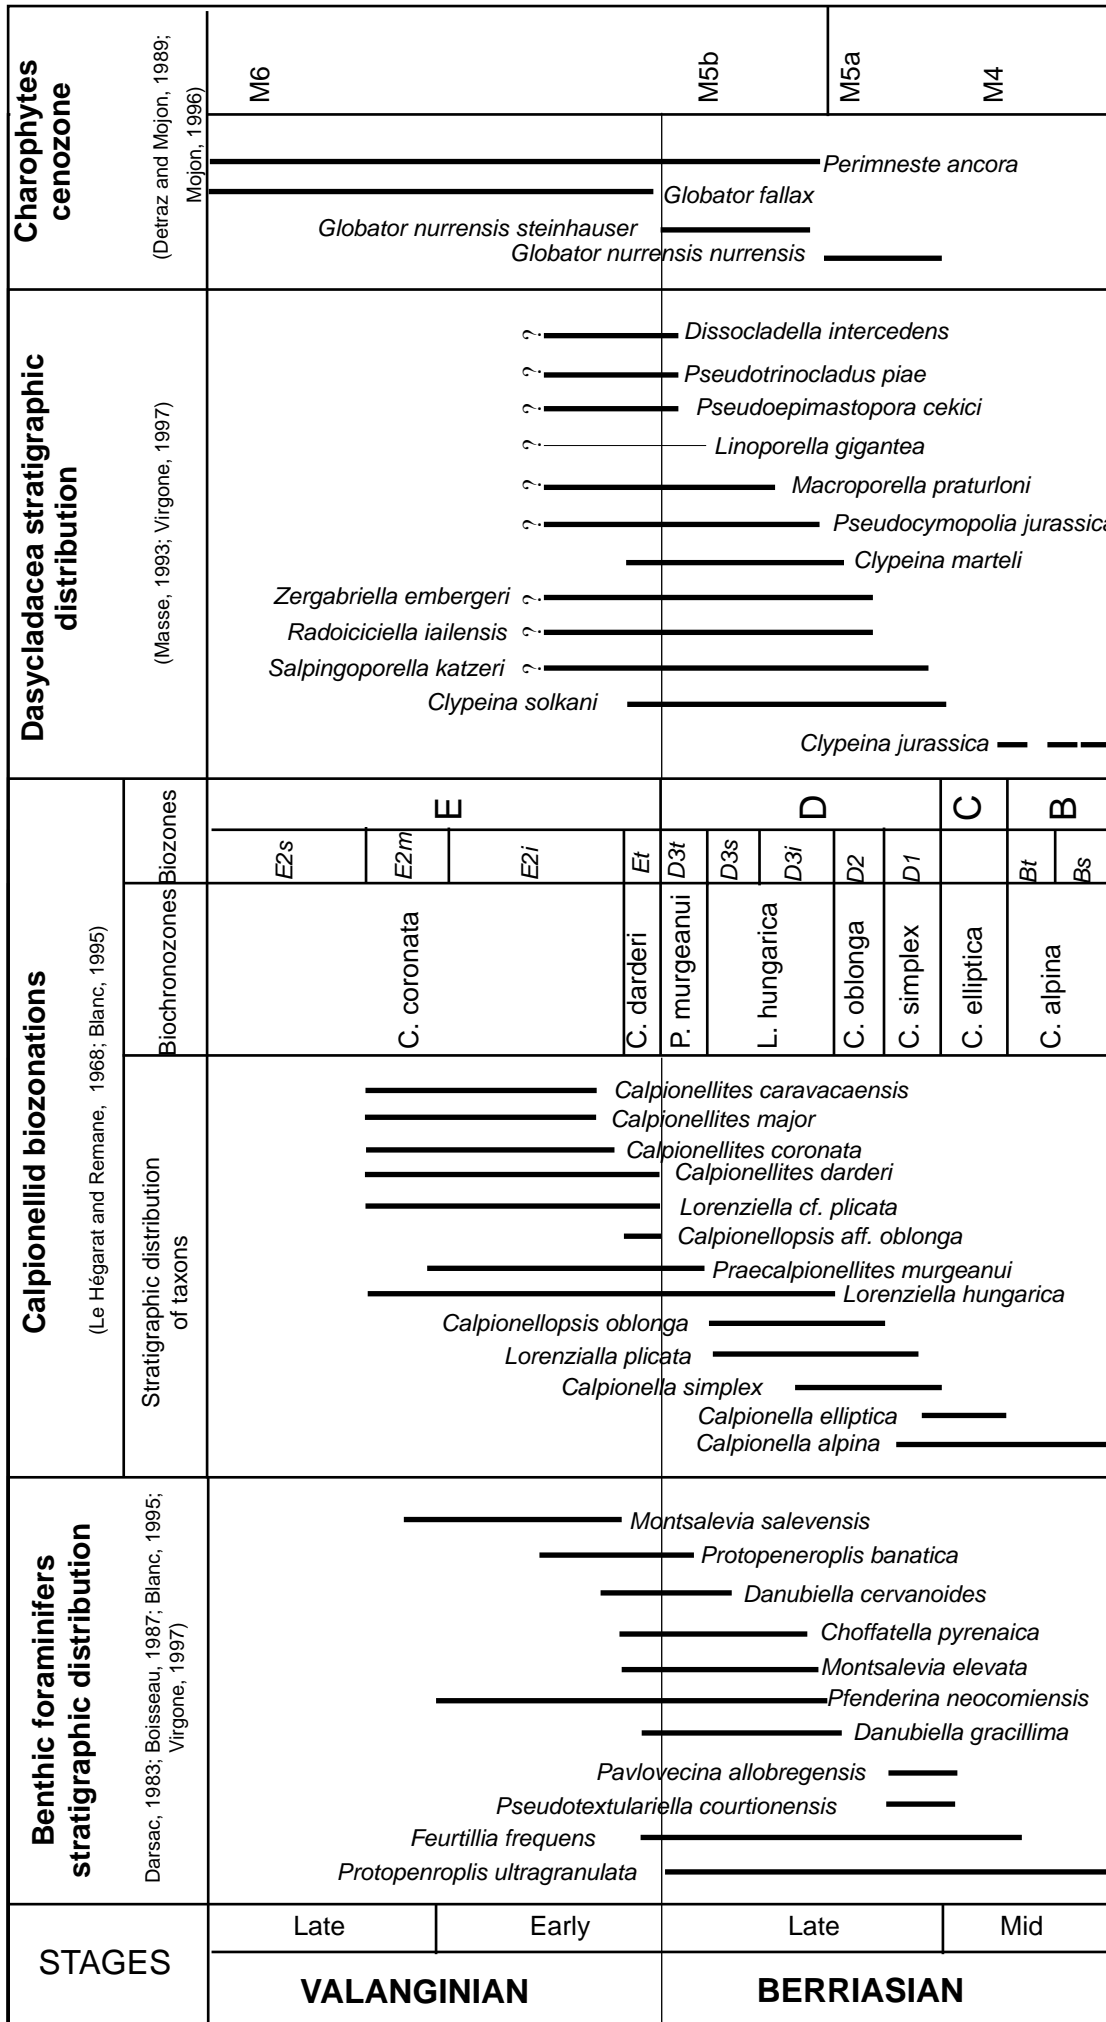 Charophytes
cenozone
(Detraz and Mojon, 1989;
Mojon, 1996)
M6
M5b
M5a
M4
Perimneste ancora
Globator fallax
Globator nurrensis steinhauser
Globator nurrensis nurrensis
Dasycladacea stratigraphic
distribution
(Masse, 1993; Virgone, 1997)
? Dissocladella intercedens
? Pseudotrinocladus piae
? Pseudoepimastopora cekici
? Linoporella gigantea
? Macroporella praturloni
? Pseudocymopolia jurassica
Clypeina marteli
Zergabriella embergeri ?
Radoiciciella iailensis ?
Salpingoporella katzeri ?
Clypeina solkani
Clypeina jurassica
Calpionellid biozonations
(Le Hégarat and Remane, 1968; Blanc, 1995)
Biozones
E
D
C
B
E2s
E2m
E2i
Et
D3t
D3s
D3i
D2
D1
Bt
Bs
Biochronozones
C. coronata
C. darderi
P. murgeanui
L. hungarica
C. oblonga
C. simplex
C. elliptica
C. alpina
Stratigraphic distribution
of taxons
Calpionellites caravacaensis
Calpionellites major
Calpionellites coronata
Calpionellites darderi
Lorenziella cf. plicata
Calpionellopsis aff. oblonga
Praecalpionellites murgeanui
Lorenziella hungarica
Calpionellopsis oblonga
Lorenzialla plicata
Calpionella simplex
Calpionella elliptica
Calpionella alpina
Benthic foraminifers
stratigraphic distribution
Darsac, 1983; Boisseau, 1987; Blanc, 1995;
Virgone, 1997)
Montsalevia salevensis
Protopeneroplis banatica
Danubiella cervanoides
Choffatella pyrenaica
Montsalevia elevata
Pfenderina neocomiensis
Danubiella gracillima
Pavlovecina allobregensis
Pseudotextulariella courtionensis
Feurtillia frequens
Protopenroplis ultragranulata
STAGES
Late
Early
Late
Mid
VALANGINIAN
BERRIASIAN